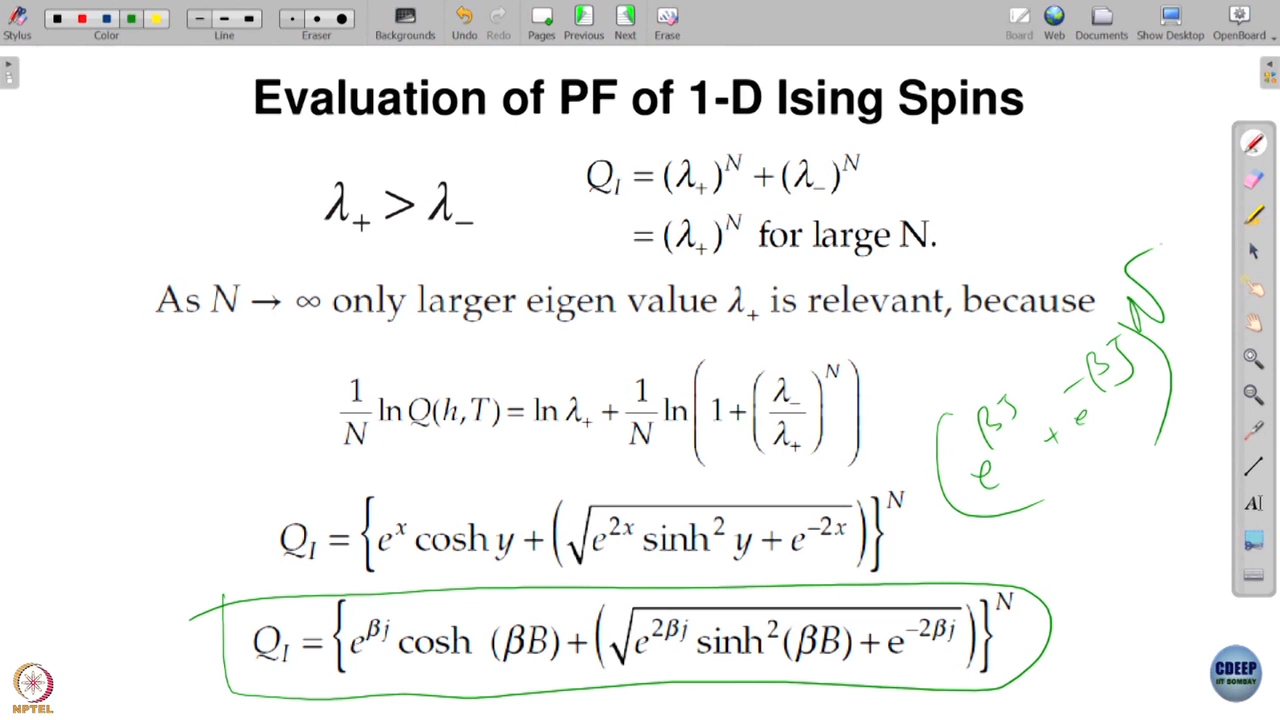 Stylus Color Line Eraser Backgrounds Undo Redo Pages Previous Next Erase Board Web Documents Show Desktop OpenBoard
Evaluation of PF of 1-D Ising Spins
λ₊ > λ₋
Q_I = (λ₊)^N + (λ₋)^N
= (λ₊)^N for large N.
As N → ∞ only larger eigen value λ₊ is relevant, because
1/N ln Q(h,T) = ln λ₊ + 1/N ln(1 + (λ₋/λ₊)^N)
(e^{βJ} + e^{-βJ})^N
Q_I = {e^x cosh y + (√(e^{2x} sinh² y + e^{-2x}))}^N
Q_I = {e^{βj} cosh (βB) + (√(e^{2βj} sinh² (βB) + e^{-2βj}))}^N
NPTEL
CDEEP
IIT BOMBAY